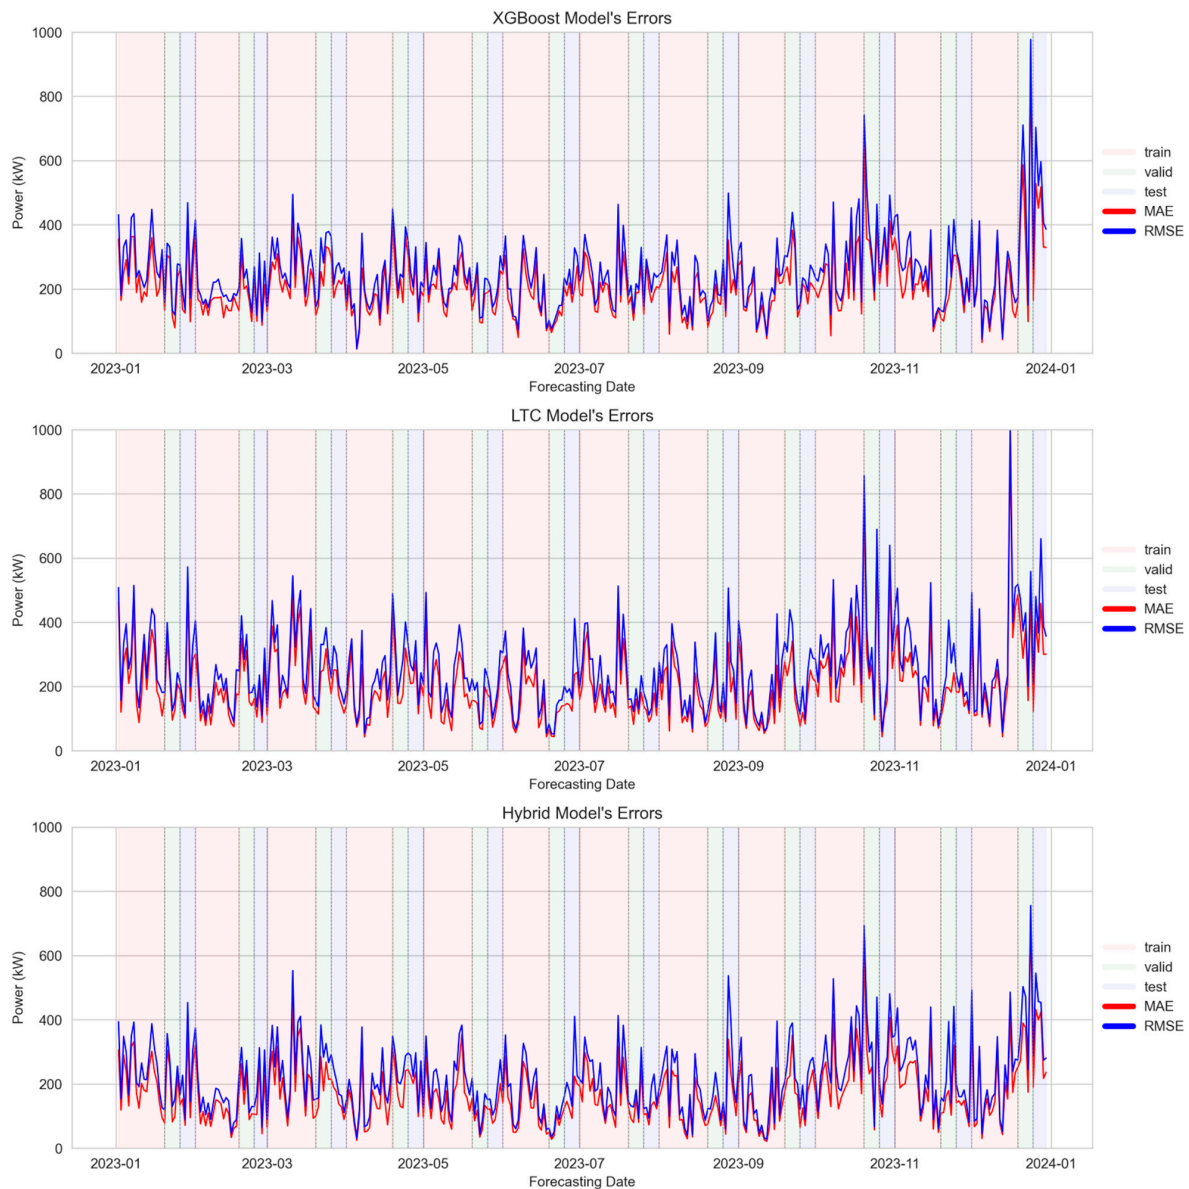 XGBoost Model's Errors
1000
800
600
400
200
0
Power (kW)
2023-01 2023-03 2023-05 2023-07 2023-09 2023-11 2024-01
Forecasting Date
train
valid
test
MAE
RMSE
LTC Model's Errors
1000
800
600
400
200
0
Power (kW)
2023-01 2023-03 2023-05 2023-07 2023-09 2023-11 2024-01
Forecasting Date
train
valid
test
MAE
RMSE
Hybrid Model's Errors
1000
800
600
400
200
0
Power (kW)
2023-01 2023-03 2023-05 2023-07 2023-09 2023-11 2024-01
Forecasting Date
train
valid
test
MAE
RMSE